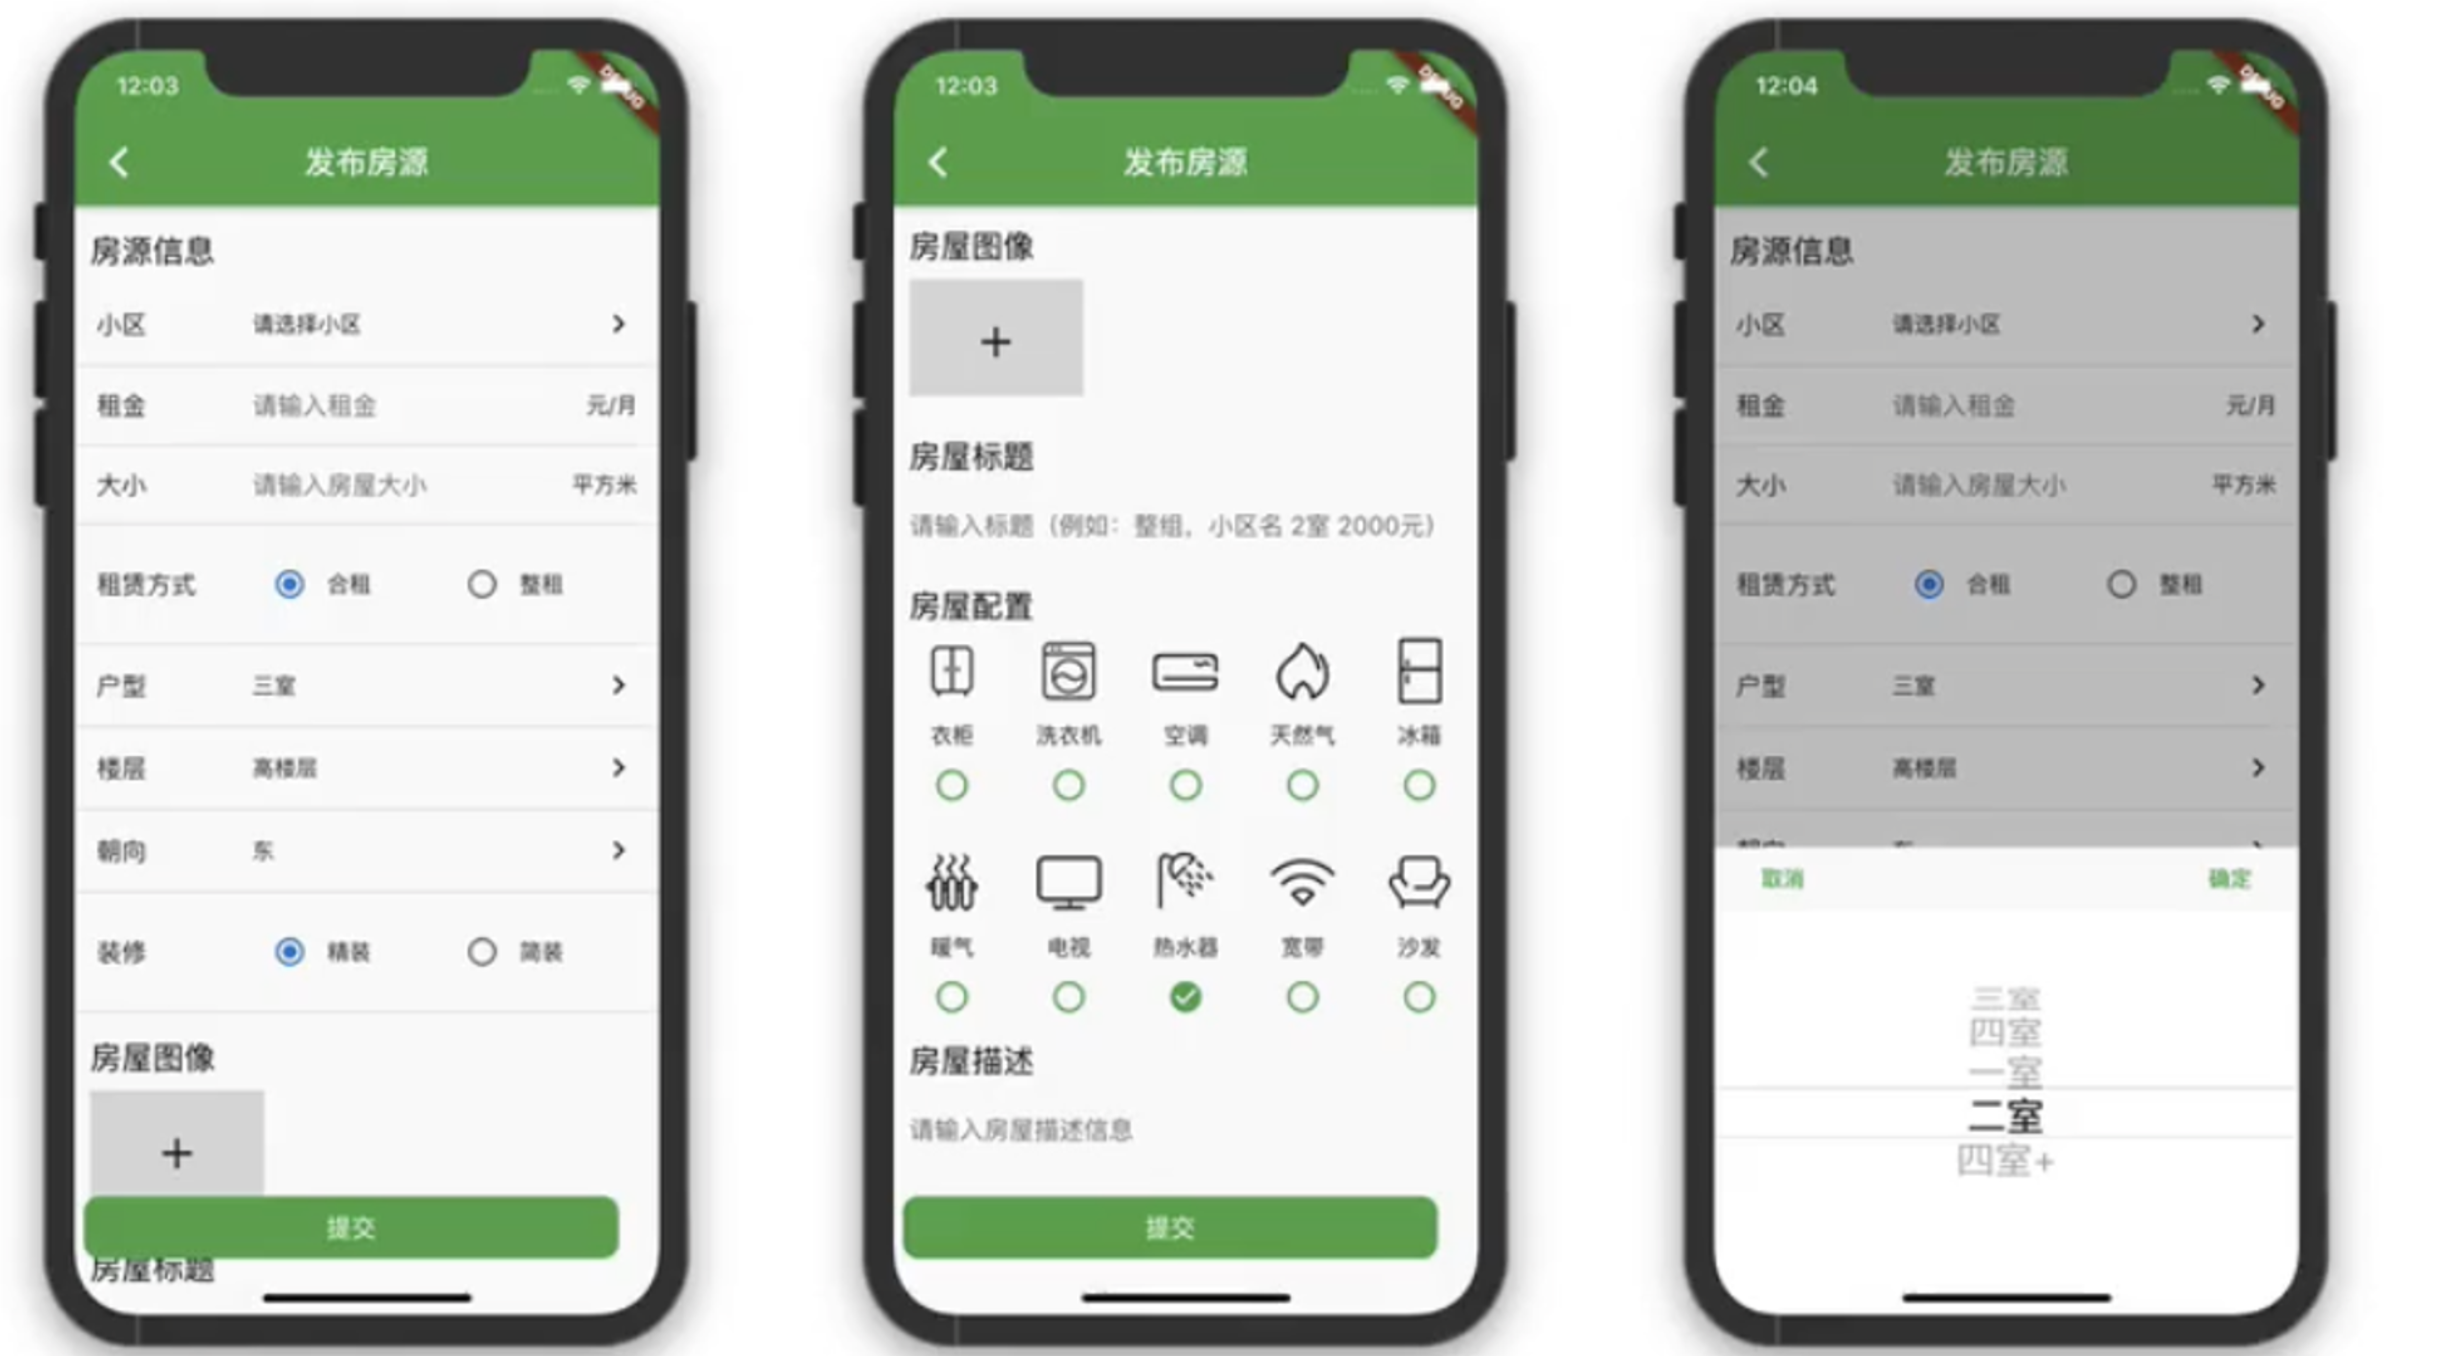 12:03
发布房源
房源信息
小区 请选择小区
租金 请输入租金 元/月
大小 请输入房屋大小 平方米
租赁方式 合租 整租
户型 三室
楼层 高楼层
朝向 东
装修 精装 简装
房屋图像
+
提交
房屋标题
12:03
发布房源
房屋图像
+
房屋标题
请输入标题（例如：整组，小区名 2室 2000元）
房屋配置
衣柜 洗衣机 空调 天然气 冰箱
暖气 电视 热水器 宽带 沙发
房屋描述
请输入房屋描述信息
提交
12:04
发布房源
房源信息
小区 请选择小区
租金 请输入租金 元/月
大小 请输入房屋大小 平方米
租赁方式 合租 整租
户型 三室
楼层 高楼层
取消 确定
三室
四室
一室
二室
四室+